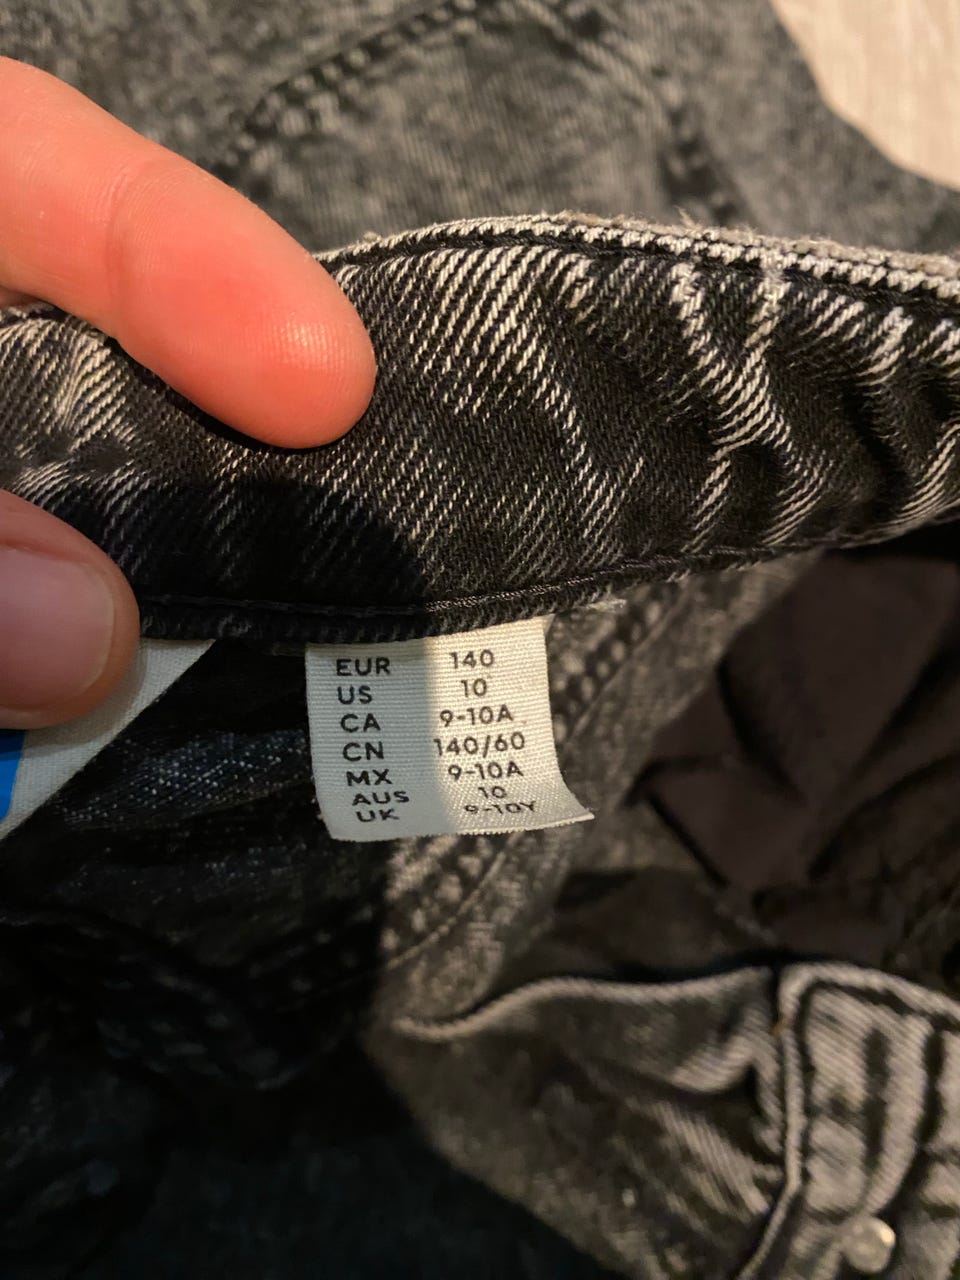 EUR 140
US 10
CA 9-10A
CN 140/60
MX 9-10A
AUS 10
UK 9-10Y